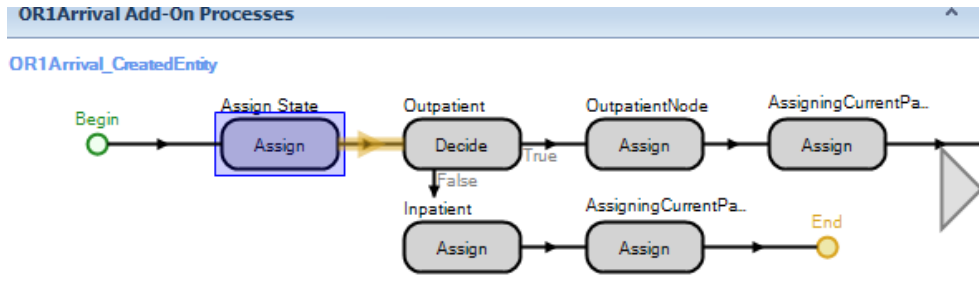 OR1Arrival Add-On Processes
OR1Arrival_CreatedEntity
Begin
Assign State
Assign
Outpatient
Decide
True
False
OutpatientNode
Assign
AssigningCurrentPa...
Assign
Inpatient
Assign
AssigningCurrentPa...
Assign
End